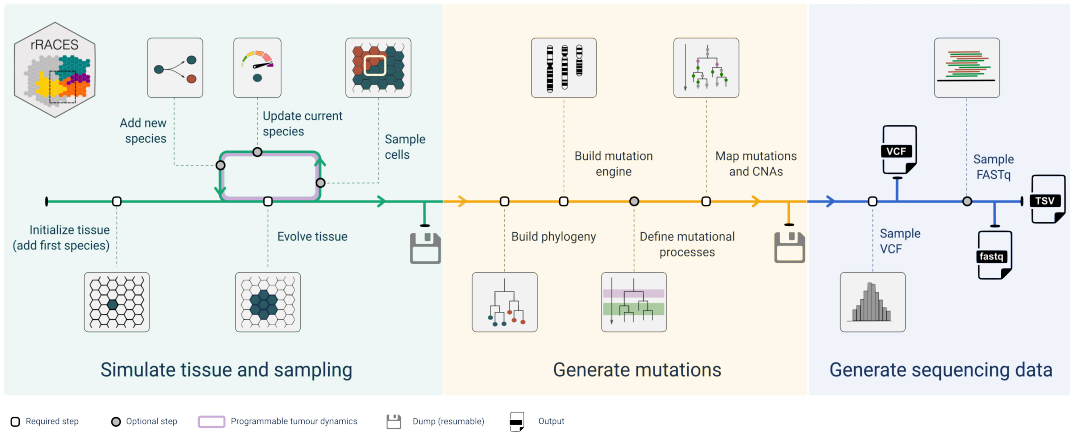 rRACES
Add new
species
Update current
species
Sample
cells
Initialize tissue
(add first species)
Evolve tissue
Simulate tissue and sampling
Build mutation
engine
Map mutations
and CNAs
Build phylogeny
Define mutational
processes
Generate mutations
VCF
Sample
FASTq
TSV
Sample
VCF
fastq
Generate sequencing data
Required step
Optional step
Programmable tumour dynamics
Dump (resumable)
Output